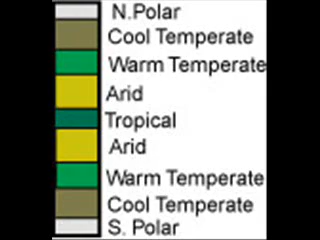 N.Polar
Cool Temperate
Warm Temperate
Arid
Tropical
Arid
Warm Temperate
Cool Temperate
S. Polar